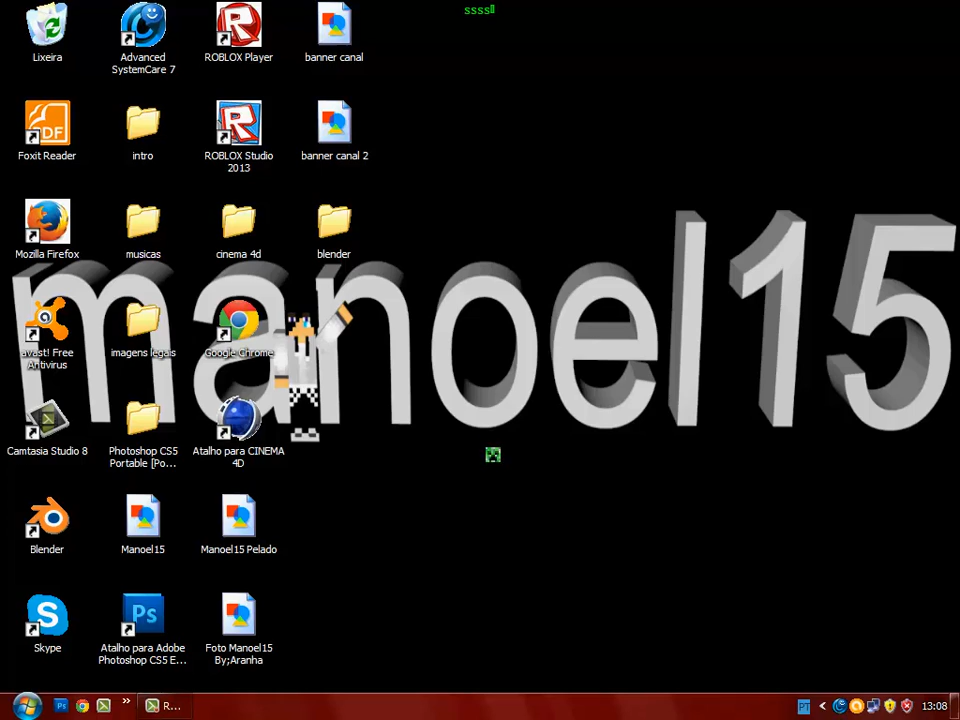 ssss
Lixeira
Advanced
SystemCare 7
ROBLOX Player
banner canal
Foxit Reader
intro
ROBLOX Studio
2013
banner canal 2
Mozilla Firefox
musicas
cinema 4d
blender
manoel15
avast! Free
Antivirus
imagens legais
Google Chrome
Camtasia Studio 8
Photoshop CS5
Portable [Po...
Atalho para CINEMA
4D
Blender
Manoel15
Manoel15 Pelado
Skype
Atalho para Adobe
Photoshop CS5 E...
Foto Manoel15
By;Aranha
R...
PT
13:08